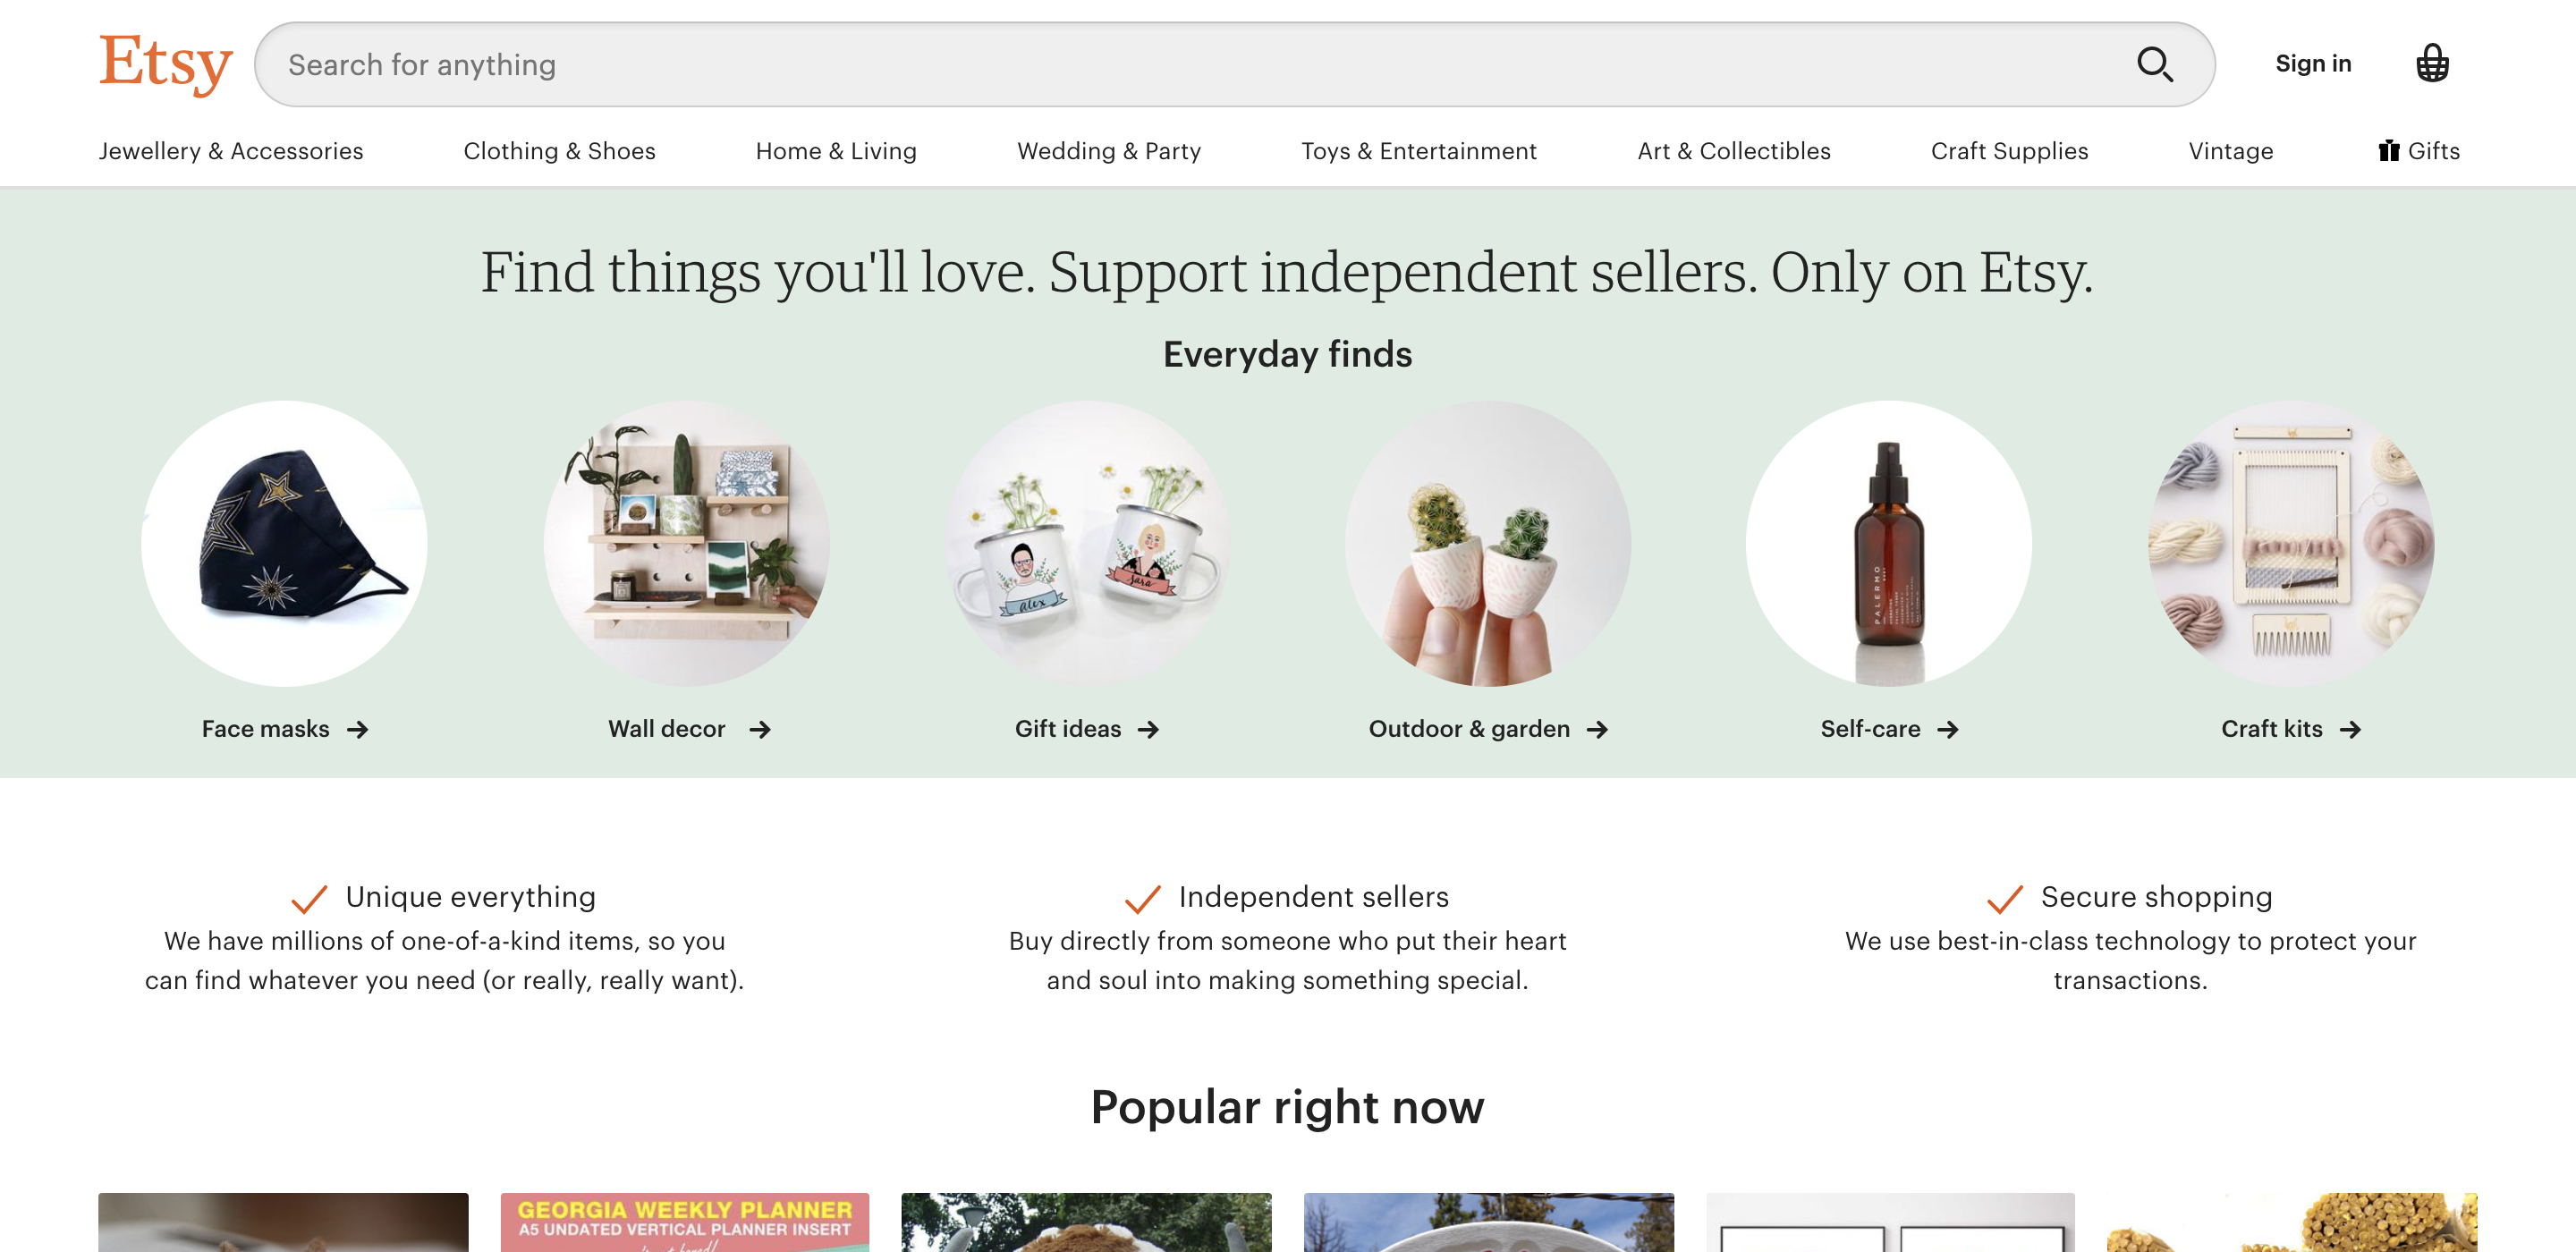 Etsy
Search for anything
Sign in
Jewellery & Accessories
Clothing & Shoes
Home & Living
Wedding & Party
Toys & Entertainment
Art & Collectibles
Craft Supplies
Vintage
Gifts
Find things you'll love. Support independent sellers. Only on Etsy.
Everyday finds
alex
Sara
PALERMO
BODY
Face masks
Wall decor
Gift ideas
Outdoor & garden
Self-care
Craft kits
Unique everything
We have millions of one-of-a-kind items, so you
can find whatever you need (or really, really want).
Independent sellers
Buy directly from someone who put their heart
and soul into making something special.
Secure shopping
We use best-in-class technology to protect your
transactions.
Popular right now
GEORGIA WEEKLY PLANNER
A5 UNDATED VERTICAL PLANNER INSERT